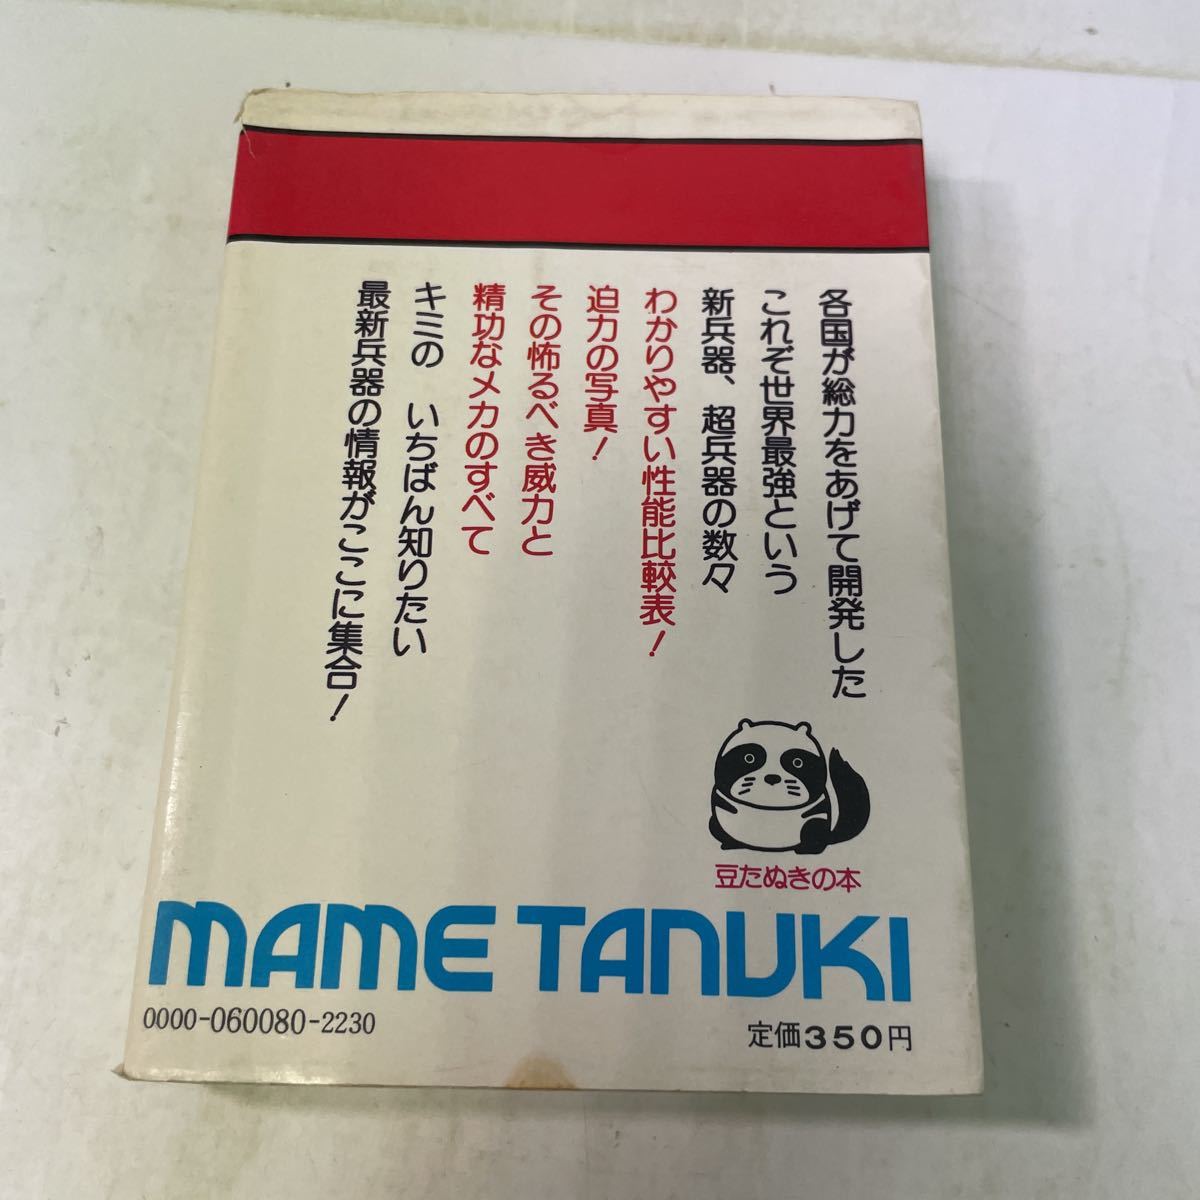 各国が総力をあげて開発した
これぞ世界最強という
新兵器、超兵器の数々
わかりやすい性能比較表！
迫力の写真！
その怖るべき威力と
精功なメカのすべて
キミの いちばん知りたい
最新兵器の情報がここに集合！
豆たぬきの本
MAME TANUKI
0000-060080-2230
定価350円